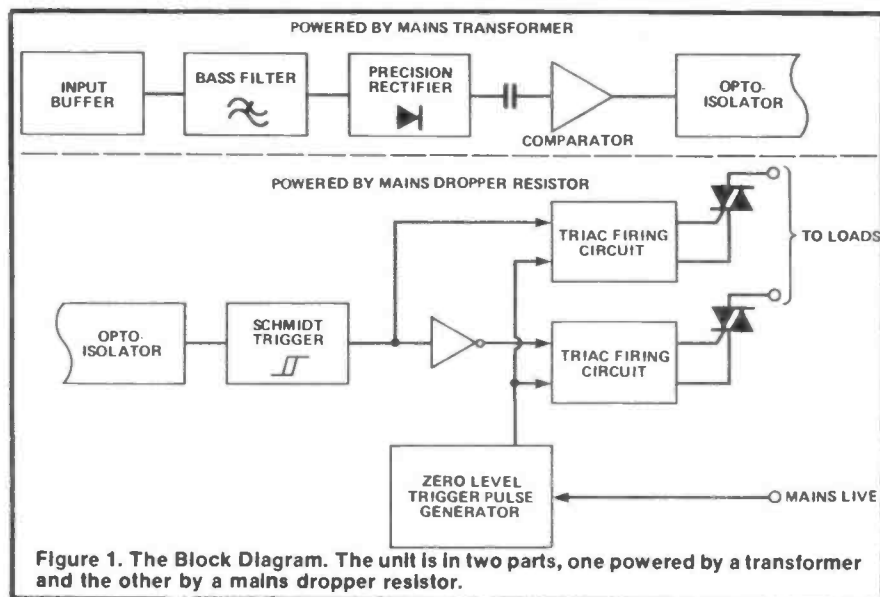 POWERED BY MAINS TRANSFORMER
INPUT
BUFFER
BASS FILTER
PRECISION
RECTIFIER
COMPARATOR
OPTO-
ISOLATOR
POWERED BY MAINS DROPPER RESISTOR
OPTO-
ISOLATOR
SCHMIDT
TRIGGER
TRIAC FIRING
CIRCUIT
TO LOADS
TRIAC FIRING
CIRCUIT
ZERO LEVEL
TRIGGER PULSE
GENERATOR
MAINS LIVE
Figure 1. The Block Diagram. The unit is in two parts, one powered by a transformer
and the other by a mains dropper resistor.